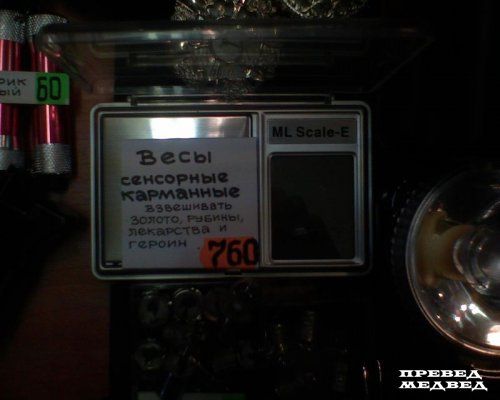 РИК
ЫЙ 60
ML Scale-E
Весы
сенсорные
карманные
взвешивать
золото, рубины,
лекарства и
героин.
760
ПРЕВЕД
МЕДВЕД